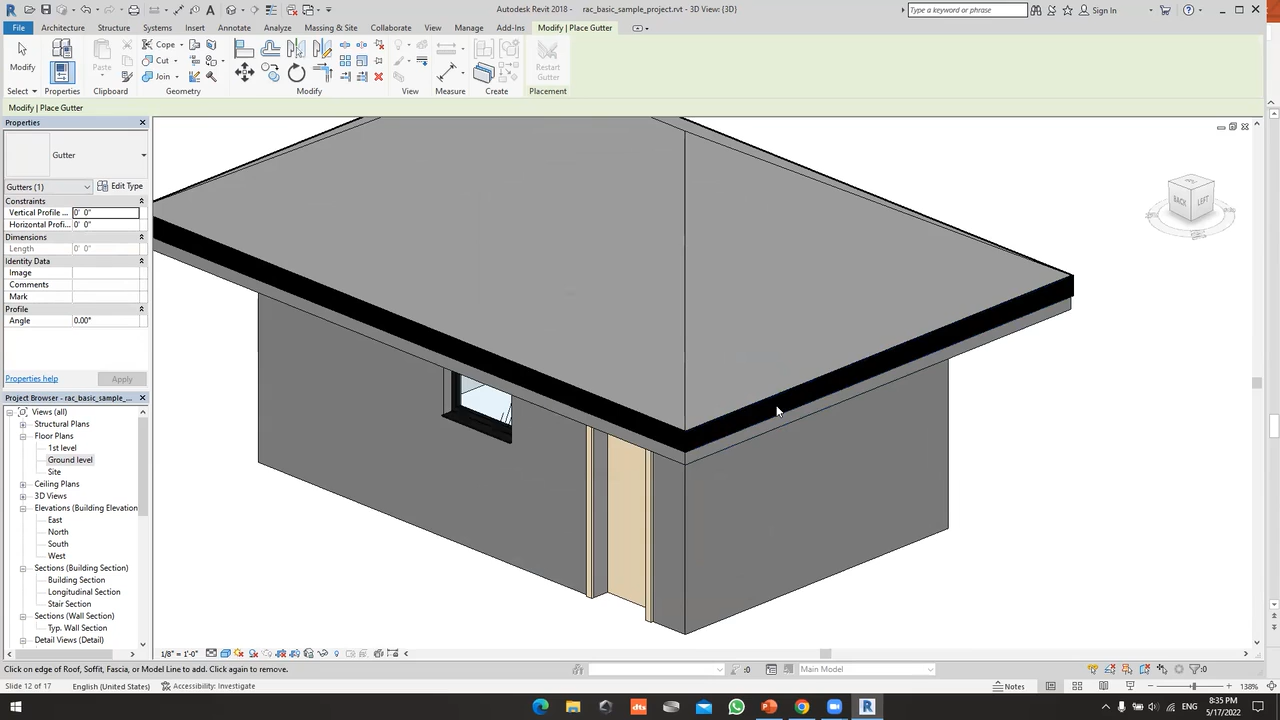 Autodesk Revit 2018 - rac_basic_sample_project.rvt - 3D View: {3D}
Type a keyword or phrase
Sign In
File Architecture Structure Systems Insert Annotate Analyze Massing & Site Collaborate View Manage Add-Ins Modify | Place Gutter
Cope
Cut
Join
Modify
Paste
Restart
Gutter
Select Properties Clipboard Geometry Modify View Measure Create Placement
Modify | Place Gutter
Properties
Gutter
Gutters (1) Edit Type
Constraints
Vertical Profile ... 0' 0"
Horizontal Profi... 0' 0"
Dimensions
Length 0' 0"
Identity Data
Image
Comments
Mark
Profile
Angle 0.00°
Properties help Apply
Project Browser - rac_basic_sample_...
Views (all)
Structural Plans
Floor Plans
1st level
Ground level
Site
Ceiling Plans
3D Views
Elevations (Building Elevation
East
North
South
West
Sections (Building Section)
Building Section
Longitudinal Section
Stair Section
Sections (Wall Section)
Typ. Wall Section
Detail Views (Detail)
BACK LEFT
1/8" = 1'-0"
Click on edge of Roof, Soffit, Fascia, or Model Line to add. Click again to remove.
:0 Main Model :0
Slide 12 of 17 English (United States) Accessibility: Investigate Notes 138%
dts
ENG
8:35 PM
5/17/2022